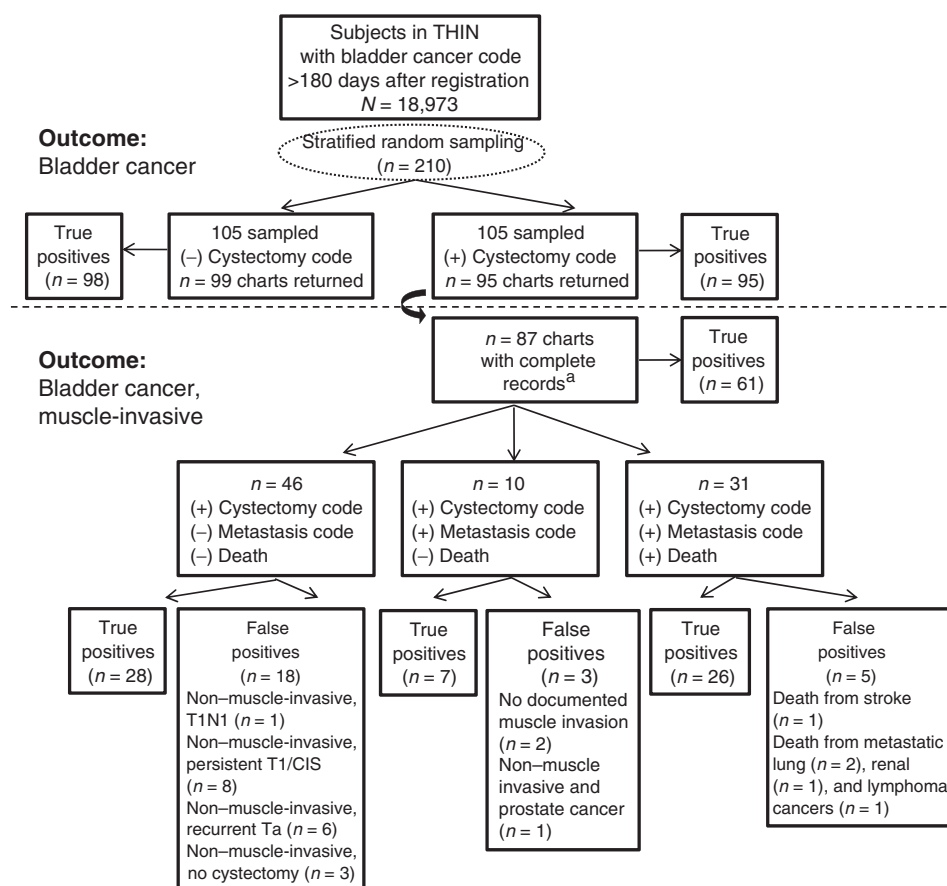 Subjects in THIN
with bladder cancer code
>180 days after registration
N = 18,973
Outcome:
Bladder cancer
Stratified random sampling
(n = 210)
True
positives
(n = 98)
105 sampled
(−) Cystectomy code
n = 99 charts returned
105 sampled
(+) Cystectomy code
n = 95 charts returned
True
positives
(n = 95)
Outcome:
Bladder cancer,
muscle-invasive
n = 87 charts
with complete
recordsa
True
positives
(n = 61)
n = 46
(+) Cystectomy code
(−) Metastasis code
(−) Death
n = 10
(+) Cystectomy code
(+) Metastasis code
(−) Death
n = 31
(+) Cystectomy code
(+) Metastasis code
(+) Death
True
positives
(n = 28)
False
positives
(n = 18)
Non–muscle-invasive,
T1N1 (n = 1)
Non–muscle-invasive,
persistent T1/CIS
(n = 8)
Non–muscle-invasive,
recurrent Ta (n = 6)
Non–muscle-invasive,
no cystectomy (n = 3)
True
positives
(n = 7)
False
positives
(n = 3)
No documented
muscle invasion
(n = 2)
Non–muscle
invasive and
prostate cancer
(n = 1)
True
positives
(n = 26)
False
positives
(n = 5)
Death from stroke
(n = 1)
Death from metastatic
lung (n = 2), renal
(n = 1), and lymphoma
cancers (n = 1)